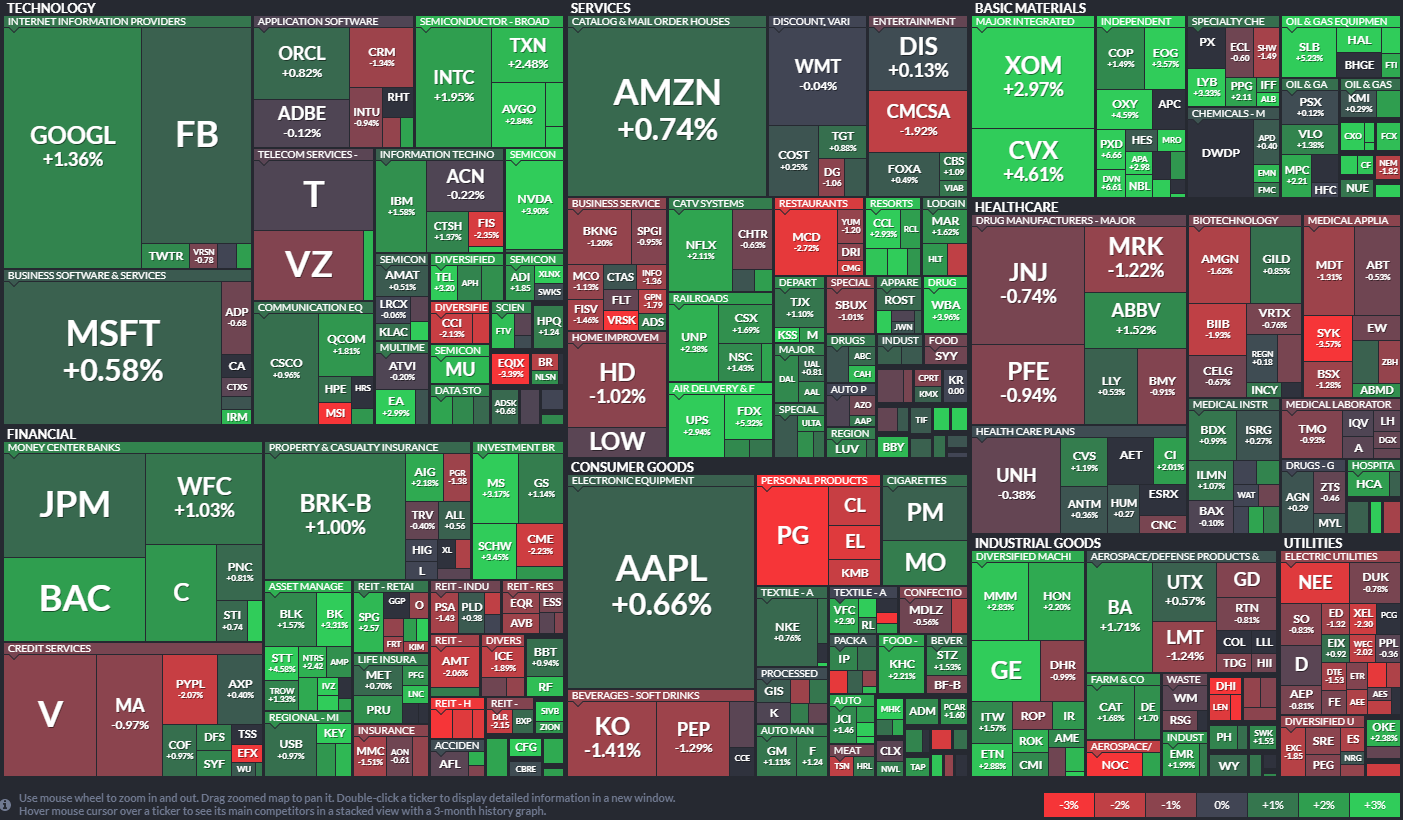 TECHNOLOGY
INTERNET INFORMATION PROVIDERS
GOOGL
+1.36%
FB
TWTR
VRSN
-0.78
APPLICATION SOFTWARE
ORCL
+0.82%
CRM
-1.34%
ADBE
-0.12%
INTU
-0.94%
RHT
SEMICONDUCTOR - BROAD
INTC
+1.95%
TXN
+2.48%
AVGO
+2.84%
TELECOM SERVICES -
T
VZ
INFORMATION TECHNO
IBM
+1.58%
ACN
-0.22%
CTSH
+1.37%
FIS
-2.35%
SEMICON
NVDA
+3.90%
BUSINESS SOFTWARE & SERVICES
MSFT
+0.58%
ADP
-0.68
CA
CTXS
IRM
COMMUNICATION EQ
CSCO
+0.96%
QCOM
+1.81%
HPE
HRS
MSI
SEMICON
AMAT
+0.51%
LRCX
-0.06%
KLAC
DIVERSIFIED
TEL
+3.20
APH
SEMICON
ADI
+1.85
XLNX
SWKS
DIVERSIFIE
CCI
-2.13%
SCIEN
FTV
HPQ
+1.24
MULTIME
ATVI
-0.20%
EA
+2.99%
SEMICON
MU
DATA STO
EQIX
-3.39%
BR
NLSN
ADSK
+0.68
FINANCIAL
MONEY CENTER BANKS
JPM
WFC
+1.03%
BAC
C
PNC
+0.81%
STI
+0.74
PROPERTY & CASUALTY INSURANCE
BRK-B
+1.00%
AIG
+2.18%
PGR
-1.38
TRV
-0.40%
ALL
+0.56
HIG
XL
L
INVESTMENT BR
MS
+3.17%
GS
+1.14%
SCHW
+3.45%
CME
-2.23%
CREDIT SERVICES
V
MA
-0.97%
PYPL
-2.07%
AXP
+0.40%
COF
+0.97%
DFS
SYF
TSS
EFX
WU
ASSET MANAGE
BLK
+1.57%
BK
+3.31%
STT
+4.58%
NTRS
+2.42
AMP
TROW
+1.33%
IVZ
REIT - RETAI
SPG
+2.57
GGP
O
FRT
KIM
REIT - INDU
PSA
-1.43
PLD
+0.38
REIT - RES
EQR
ESS
AVB
LIFE INSURA
MET
+0.70%
PFG
LNC
PRU
REIT -
AMT
-2.06%
DIVERS
ICE
-1.89%
BBT
+0.94%
RF
REGIONAL - MI
USB
+0.97%
KEY
INSURANCE
MMC
-1.51%
AON
-0.61
REIT - H
REIT -
DLR
-2.15
BXP
SIVB
ZION
ACCIDEN
AFL
CFG
CBRE
SERVICES
CATALOG & MAIL ORDER HOUSES
AMZN
+0.74%
DISCOUNT, VARI
WMT
-0.04%
COST
+0.25%
TGT
+0.88%
DG
-1.06
ENTERTAINMENT
DIS
+0.13%
CMCSA
-1.92%
FOXA
+0.49%
CBS
+1.09
VIAB
BUSINESS SERVICE
BKNG
-1.20%
SPGI
-0.95%
MCO
-1.13%
CTAS
INFO
-1.36
FLT
GPN
-1.79
FISV
-1.46%
VRSK
ADS
CATV SYSTEMS
NFLX
+2.11%
CHTR
-0.63%
RESTAURANTS
MCD
-2.72%
YUM
-1.20
DRI
CMG
RESORTS
CCL
+2.93%
RCL
LODGIN
MAR
+1.62%
HLT
RAILROADS
UNP
+2.38%
CSX
+1.69%
NSC
+1.43%
DEPART
TJX
+1.10%
KSS
M
SPECIAL
SBUX
-1.01%
APPARE
ROST
JWN
DRUG
WBA
+3.96%
HOME IMPROVEM
HD
-1.02%
LOW
MAJOR
DAL
UAL
+0.81
AAL
DRUGS
ABC
CAH
INDUST
FOOD
SYY
AIR DELIVERY & F
UPS
+2.94%
FDX
+5.32%
SPECIAL
ULTA
AUTO P
AZO
AAP
CPRT
KMX
KR
0.00
TIF
REGION
LUV
BBY
CONSUMER GOODS
ELECTRONIC EQUIPMENT
AAPL
+0.66%
PERSONAL PRODUCTS
PG
CL
EL
KMB
CIGARETTES
PM
MO
BEVERAGES - SOFT DRINKS
KO
-1.41%
PEP
-1.29%
CCE
TEXTILE - A
NKE
+0.76%
TEXTILE - A
VFC
+2.30
RL
CONFECTIO
MDLZ
-0.56%
PACKA
IP
FOOD -
KHC
+2.21%
BEVER
STZ
+1.53%
BF-B
PROCESSED
GIS
K
AUTO
JCI
+1.46
MHK
ADM
PCAR
+1.60
AUTO MAN
GM
+1.11%
F
+1.24
MEAT
TSN
HRL
CLX
NWL
TAP
BASIC MATERIALS
MAJOR INTEGRATED
XOM
+2.97%
CVX
+4.61%
INDEPENDENT
COP
+1.49%
EOG
+3.57%
OXY
+4.59%
APC
PXD
+6.66
HES
MRO
APA
+2.98
DVN
+6.61
NBL
SPECIALTY CHE
PX
ECL
-0.60
SHW
-1.49
LYB
+3.33%
PPG
+2.11
IFF
ALB
CHEMICALS - M
DWDP
APD
+0.40
EMN
FMC
OIL & GAS EQUIPMEN
SLB
+5.23%
HAL
BHGE
FTI
OIL & GA
PSX
+0.12%
VLO
+1.38%
MPC
+2.21
HFC
OIL & GAS
KMI
+0.29%
CXO
FCX
CF
NEM
-1.82
NUE
HEALTHCARE
DRUG MANUFACTURERS - MAJOR
JNJ
-0.74%
MRK
-1.22%
ABBV
+1.52%
PFE
-0.94%
LLY
+0.53%
BMY
-0.91%
BIOTECHNOLOGY
AMGN
-1.62%
GILD
+0.85%
BIIB
-1.93%
VRTX
-0.76%
REGN
+0.18
CELG
-0.67%
INCY
MEDICAL APPLIA
MDT
-1.31%
ABT
-0.53%
SYK
-3.57%
EW
ZBH
BSX
-1.28%
ABMD
HEALTH CARE PLANS
UNH
-0.38%
CVS
+1.19%
AET
CI
+2.01%
ANTM
+0.36%
HUM
+0.27
ESRX
CNC
MEDICAL INSTR
BDX
+0.99%
ISRG
+0.27%
ILMN
+1.07%
WAT
BAX
-0.10%
MEDICAL LABORATOR
TMO
-0.93%
IQV
LH
A
DGX
DRUGS - G
AGN
+0.29
ZTS
-0.46
MYL
HOSPITA
HCA
INDUSTRIAL GOODS
DIVERSIFIED MACHI
MMM
+2.83%
HON
+2.20%
GE
DHR
-0.99%
ITW
+1.57%
ROP
IR
ROK
AME
ETN
+2.88%
CMI
AEROSPACE/DEFENSE PRODUCTS &
BA
+1.71%
UTX
+0.57%
GD
RTN
-0.81%
LMT
-1.24%
COL
LLL
TDG
HII
FARM & CO
CAT
+1.68%
DE
+1.70
WASTE
WM
RSG
DHI
LEN
AEROSPACE/
NOC
INDUST
EMR
+1.99%
PH
SWK
+1.53
WY
UTILITIES
ELECTRIC UTILITIES
NEE
DUK
-0.78%
SO
-0.83%
ED
-1.32
XEL
-2.30
PCG
D
EIX
+0.92
WEC
-2.02
PPL
-0.36
DTE
-1.53
ETR
AEP
-0.81%
FE
AEE
AES
DIVERSIFIED U
EXC
-1.85
SRE
ES
PEG
NRG
OKE
+2.38%
Use mouse wheel to zoom in and out. Drag zoomed map to pan it. Double-click a ticker to display detailed information in a new window.
Hover mouse cursor over a ticker to see its main competitors in a stacked view with a 3-month history graph.
-3% -2% -1% 0% +1% +2% +3%